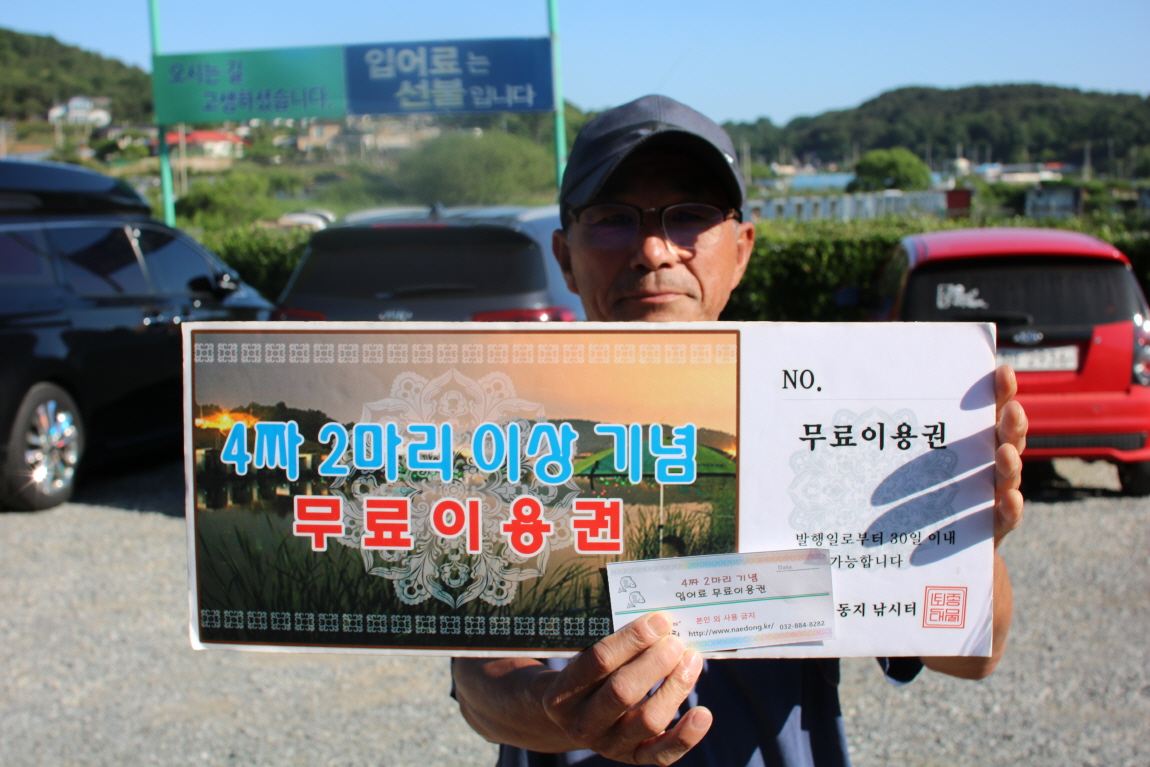 오시는 길
고생하셨습니다
입어료는
선불입니다
4짜 2마리 이상 기념
무료이용권
NO.
무료이용권
발행일로부터 30일 이내
가능합니다
동지 낚시터
4짜 2마리 기념
입어료 무료이용권
본인 외 사용 금지
http://www.naedong.kr/ 032-884-8282
Date